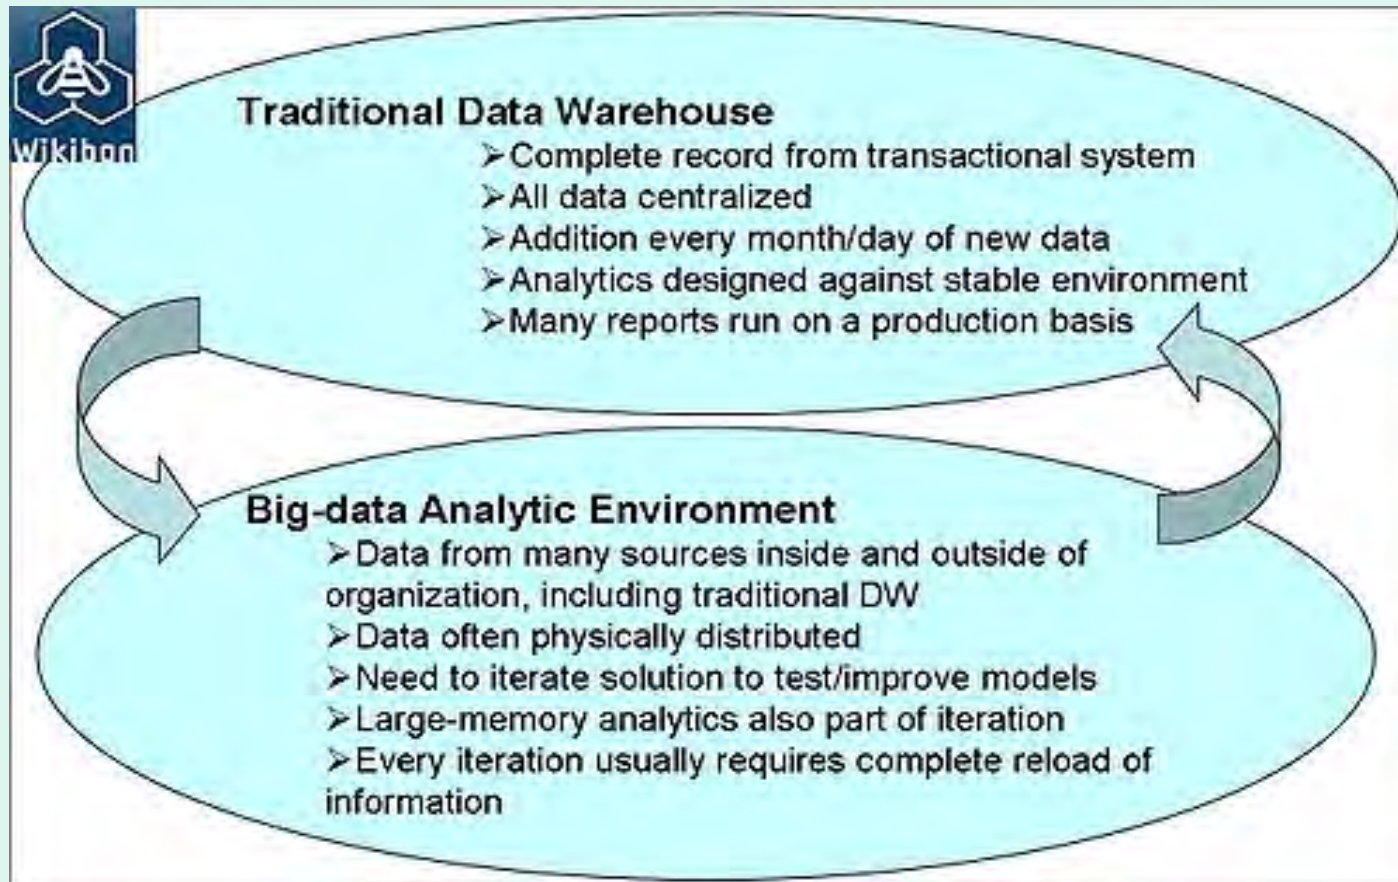 Wikibon
Traditional Data Warehouse
➢Complete record from transactional system
➢All data centralized
➢Addition every month/day of new data
➢Analytics designed against stable environment
➢Many reports run on a production basis
Big-data Analytic Environment
➢Data from many sources inside and outside of
organization, including traditional DW
➢Data often physically distributed
➢Need to iterate solution to test/improve models
➢Large-memory analytics also part of iteration
➢Every iteration usually requires complete reload of
information